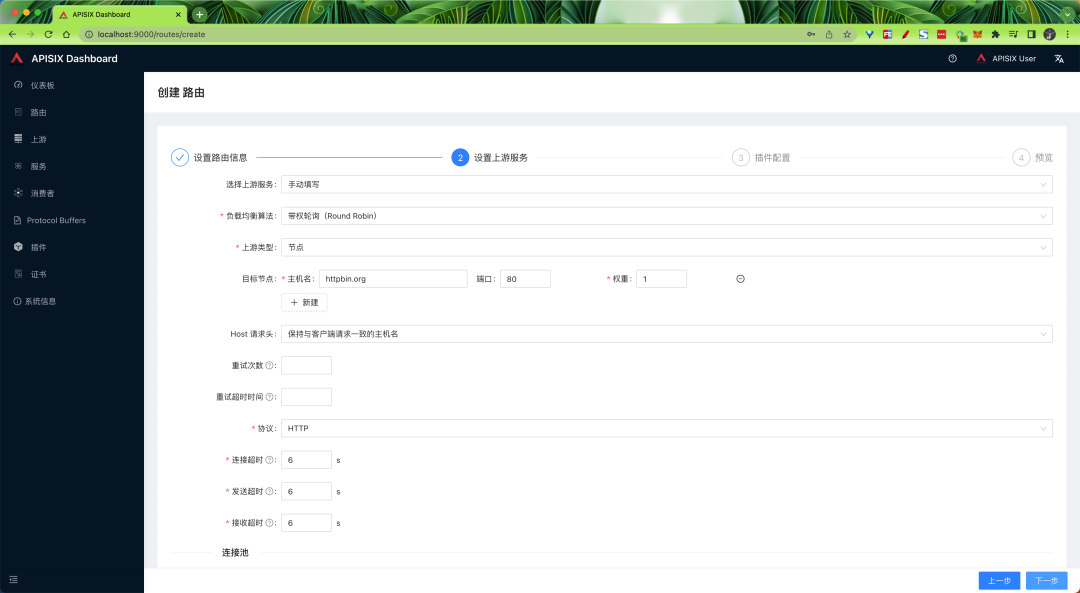 APISIX Dashboard
localhost:9000/routes/create
APISIX Dashboard
APISIX User
仪表板
路由
上游
服务
消费者
Protocol Buffers
插件
证书
系统信息
创建 路由
设置路由信息
2 设置上游服务
3 插件配置
4 预览
选择上游服务: 手动填写
* 负载均衡算法: 带权轮询（Round Robin）
* 上游类型: 节点
目标节点: * 主机名: httpbin.org 端口: 80 * 权重: 1
+ 新建
Host 请求头: 保持与客户端请求一致的主机名
重试次数 ?:
重试超时时间 ?:
* 协议: HTTP
* 连接超时 ?: 6 s
* 发送超时 ?: 6 s
* 接收超时 ?: 6 s
连接池
上一步 下一步